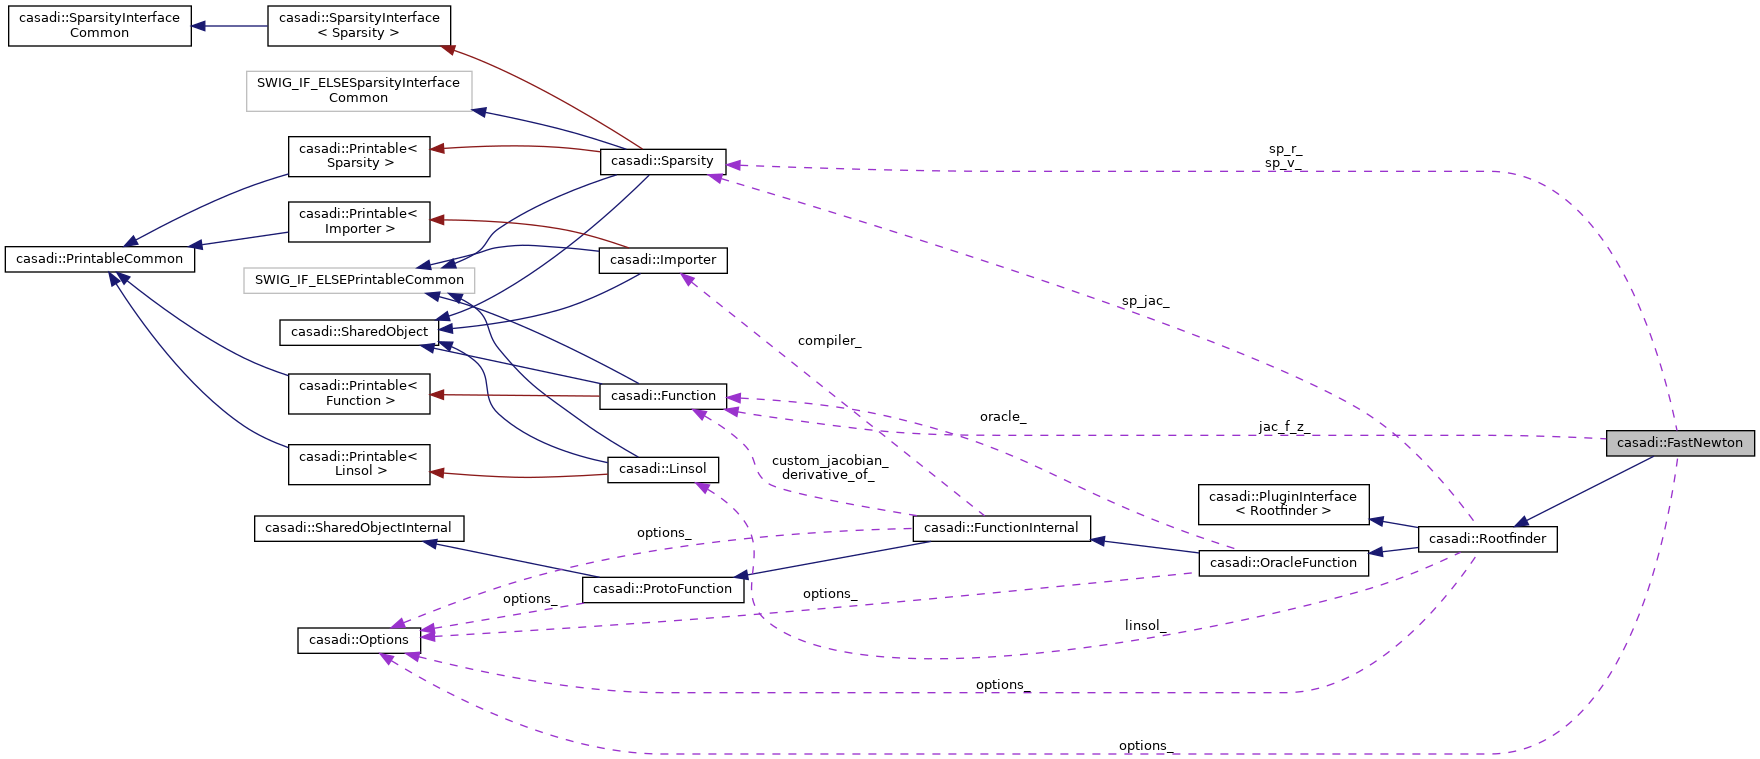 casadi::SparsityInterface
Common
casadi::SparsityInterface
< Sparsity >
SWIG_IF_ELSESparsityInterface
Common
casadi::Printable<
Sparsity >
casadi::Sparsity
sp_r_
sp_v_
casadi::Printable<
Importer >
casadi::PrintableCommon
casadi::Importer
SWIG_IF_ELSEPrintableCommon
sp_jac_
casadi::SharedObject
compiler_
casadi::Printable<
Function >
casadi::Function
oracle_
jac_f_z_
casadi::FastNewton
casadi::Printable<
Linsol >
casadi::Linsol
custom_jacobian_
derivative_of_
casadi::PluginInterface
< Rootfinder >
casadi::SharedObjectInternal
options_
casadi::FunctionInternal
casadi::Rootfinder
casadi::OracleFunction
casadi::ProtoFunction
options_
options_
linsol_
casadi::Options
options_
options_